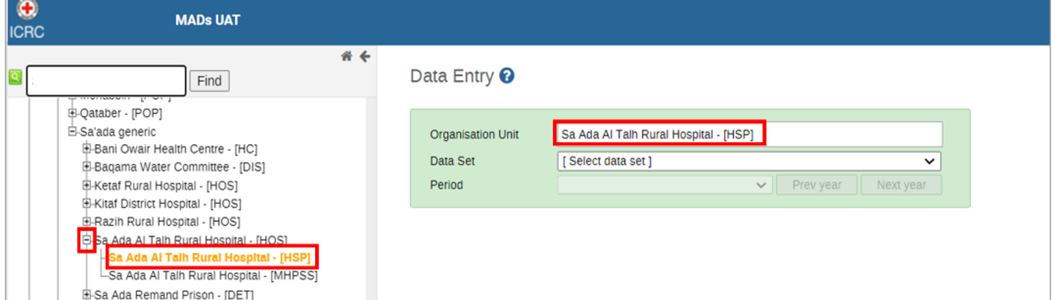 ICRC
MADs UAT
Find
Qataber - [POP]
Sa'ada generic
Bani Owair Health Centre - [HC]
Baqama Water Committee - [DIS]
Ketaf Rural Hospital - [HOS]
Kitaf District Hospital - [HOS]
Razih Rural Hospital - [HOS]
Sa Ada Al Talh Rural Hospital - [HOS]
Sa Ada Al Talh Rural Hospital - [HSP]
Sa Ada Al Talh Rural Hospital - [MHPSS]
Sa Ada Remand Prison - [DET]
Data Entry ?
Organisation Unit Sa Ada Al Talh Rural Hospital - [HSP]
Data Set [ Select data set ]
Period Prev year Next year